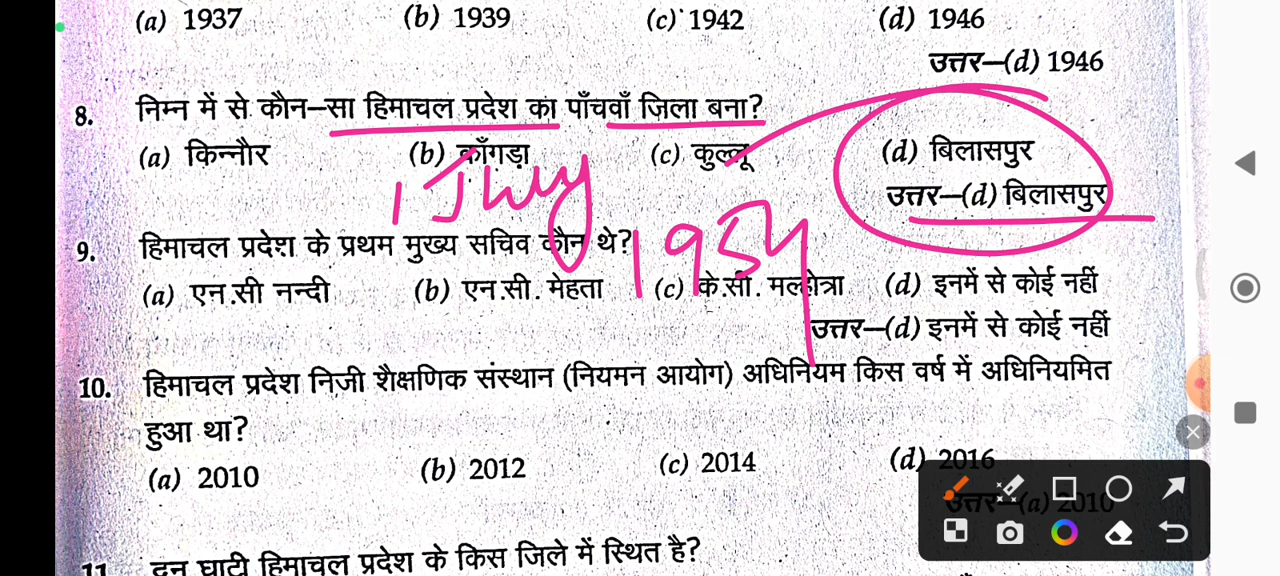 (a) 1937 (b) 1939 (c) 1942 (d) 1946
उत्तर–(d) 1946
8. निम्न में से कौन–सा हिमाचल प्रदेश का पाँचवाँ ज़िला बना?
(a) किन्नौर (b) काँगड़ा (c) कुल्लू (d) बिलासपुर
उत्तर–(d) बिलासपुर
1 July 1954
9. हिमाचल प्रदेश के प्रथम मुख्य सचिव कौन थे?
(a) एन.सी नन्दी (b) एन.सी. मेहता (c) के.सी. मल्होत्रा (d) इनमें से कोई नहीं
उत्तर–(d) इनमें से कोई नहीं
10. हिमाचल प्रदेश निजी शैक्षणिक संस्थान (नियमन आयोग) अधिनियम किस वर्ष में अधिनियमित
हुआ था?
(a) 2010 (b) 2012 (c) 2014 (d) 2016
उत्तर–(a) 2010
11. दून घाटी हिमाचल प्रदेश के किस जिले में स्थित है?